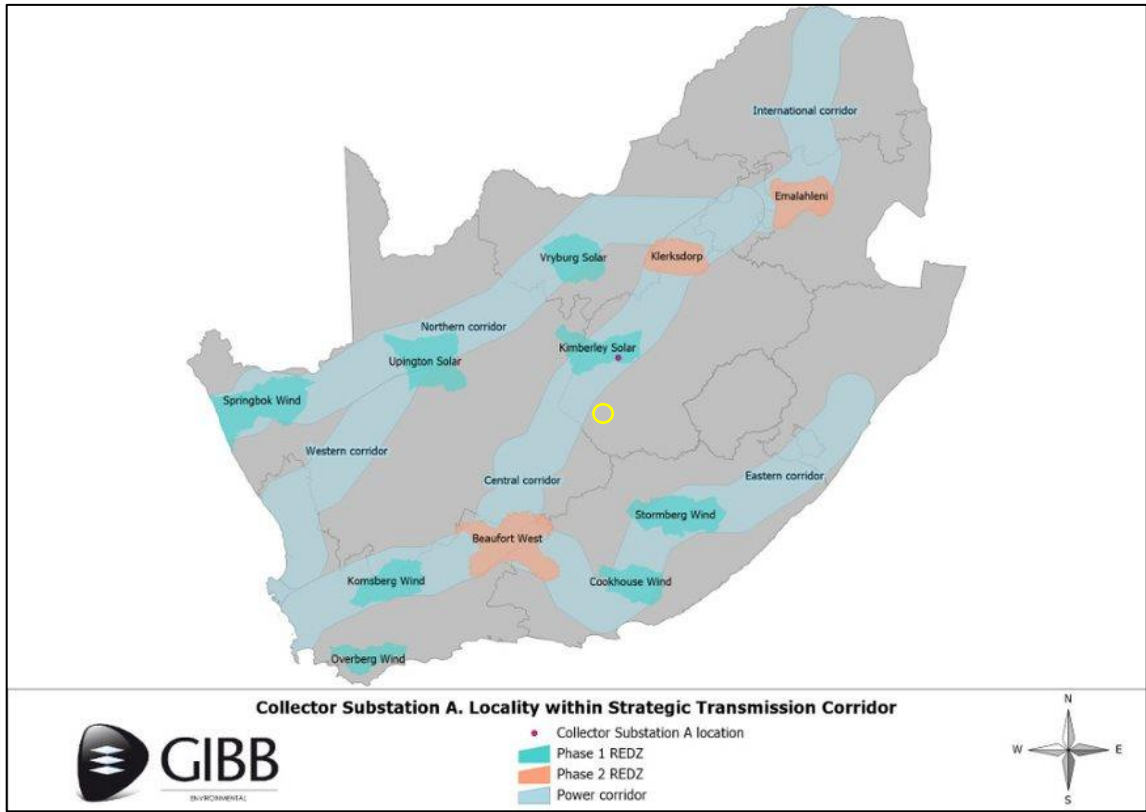 International corridor
Emalahleni
Vryburg Solar
Klerksdorp
Northern corridor
Kimberley Solar
Upington Solar
Springbok Wind
Western corridor
Central corridor
Eastern corridor
Stormberg Wind
Beaufort West
Komsberg Wind
Cookhouse Wind
Overberg Wind
Collector Substation A. Locality within Strategic Transmission Corridor
Collector Substation A location
Phase 1 REDZ
Phase 2 REDZ
Power corridor
GIBB
ENVIRONMENTAL
N
W
E
S